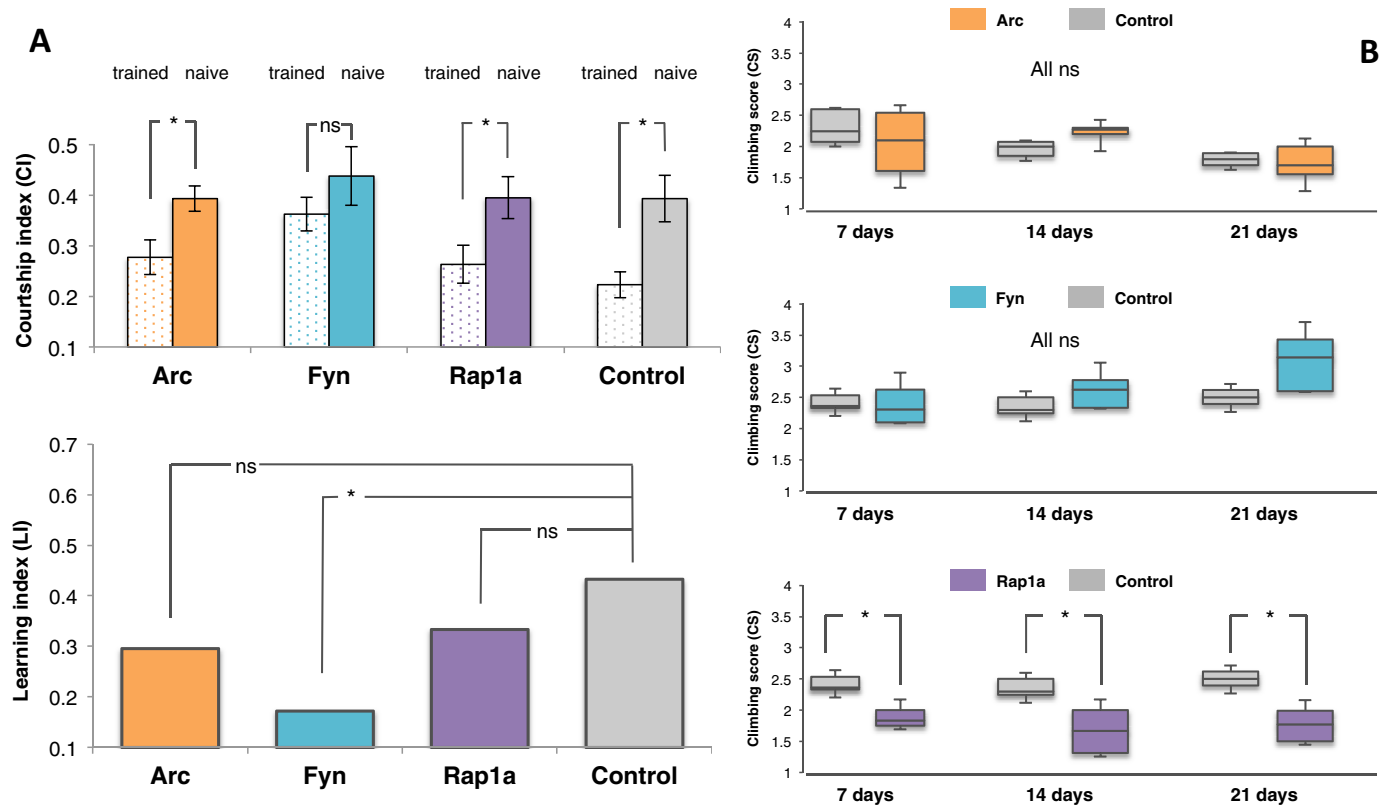 A
trained naive trained naive trained naive trained naive
* ns * *
Courtship index (CI)
0.5
0.4
0.3
0.2
0.1
Arc Fyn Rap1a Control
Learning index (LI)
0.7
0.6
0.5
0.4
0.3
0.2
0.1
ns
*
ns
Arc Fyn Rap1a Control
B
Arc Control
All ns
Climbing score (CS)
4
3.5
3
2.5
2
1.5
1
7 days 14 days 21 days
Fyn Control
All ns
Climbing score (CS)
4
3.5
3
2.5
2
1.5
1
7 days 14 days 21 days
Rap1a Control
* * *
Climbing score (CS)
4
3.5
3
2.5
2
1.5
1
7 days 14 days 21 days